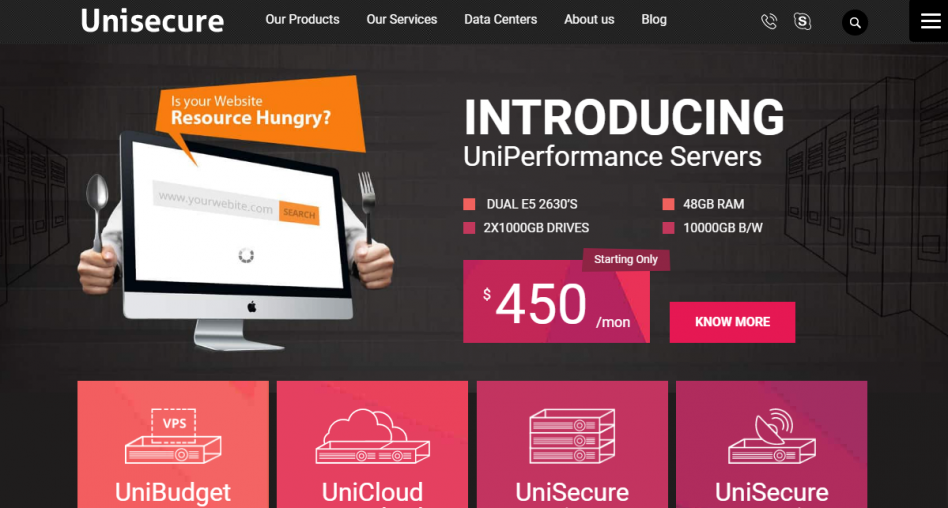 Unisecure
Our Products
Our Services
Data Centers
About us
Blog
Is your Website
Resource Hungry?
www.yourwebite.com
SEARCH
INTRODUCING
UniPerformance Servers
DUAL E5 2630'S
48GB RAM
2X1000GB DRIVES
10000GB B/W
Starting Only
$450/mon
KNOW MORE
VPS
UniBudget
UniCloud
UniSecure
UniSecure